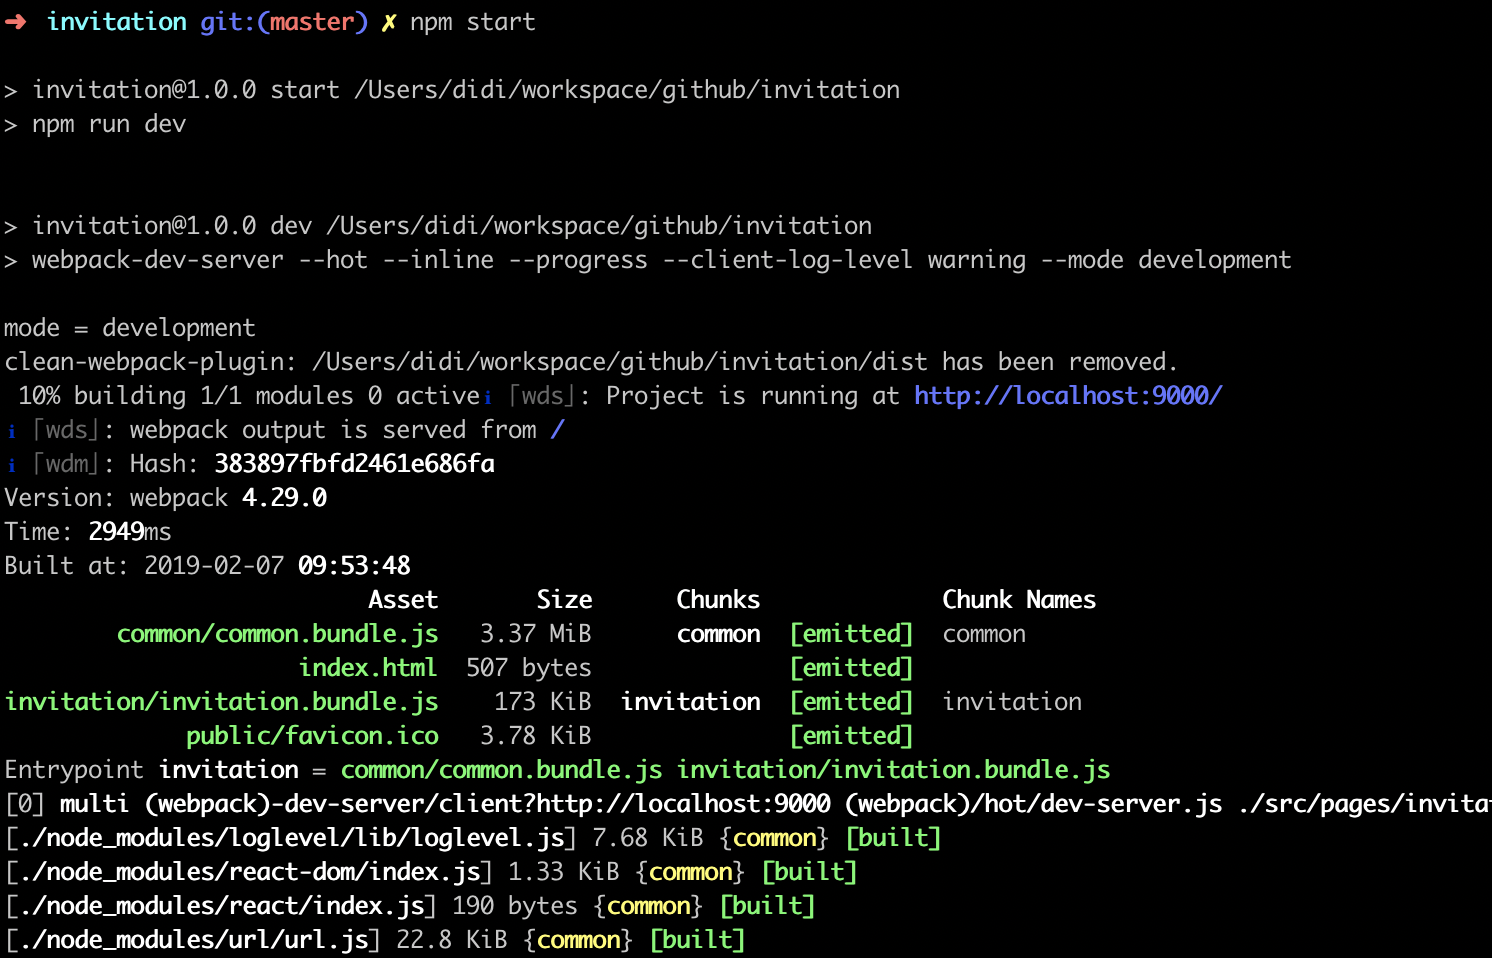 ➜ invitation git:(master) ✗ npm start
> invitation@1.0.0 start /Users/didi/workspace/github/invitation
> npm run dev
> invitation@1.0.0 dev /Users/didi/workspace/github/invitation
> webpack-dev-server --hot --inline --progress --client-log-level warning --mode development
mode = development
clean-webpack-plugin: /Users/didi/workspace/github/invitation/dist has been removed.
10% building 1/1 modules 0 activeℹ ｢wds｣: Project is running at http://localhost:9000/
ℹ ｢wds｣: webpack output is served from /
ℹ ｢wdm｣: Hash: 383897fbfd2461e686fa
Version: webpack 4.29.0
Time: 2949ms
Built at: 2019-02-07 09:53:48
Asset Size Chunks Chunk Names
common/common.bundle.js 3.37 MiB common [emitted] common
index.html 507 bytes [emitted]
invitation/invitation.bundle.js 173 KiB invitation [emitted] invitation
public/favicon.ico 3.78 KiB [emitted]
Entrypoint invitation = common/common.bundle.js invitation/invitation.bundle.js
[0] multi (webpack)-dev-server/client?http://localhost:9000 (webpack)/hot/dev-server.js ./src/pages/invitat
[./node_modules/loglevel/lib/loglevel.js] 7.68 KiB {common} [built]
[./node_modules/react-dom/index.js] 1.33 KiB {common} [built]
[./node_modules/react/index.js] 190 bytes {common} [built]
[./node_modules/url/url.js] 22.8 KiB {common} [built]